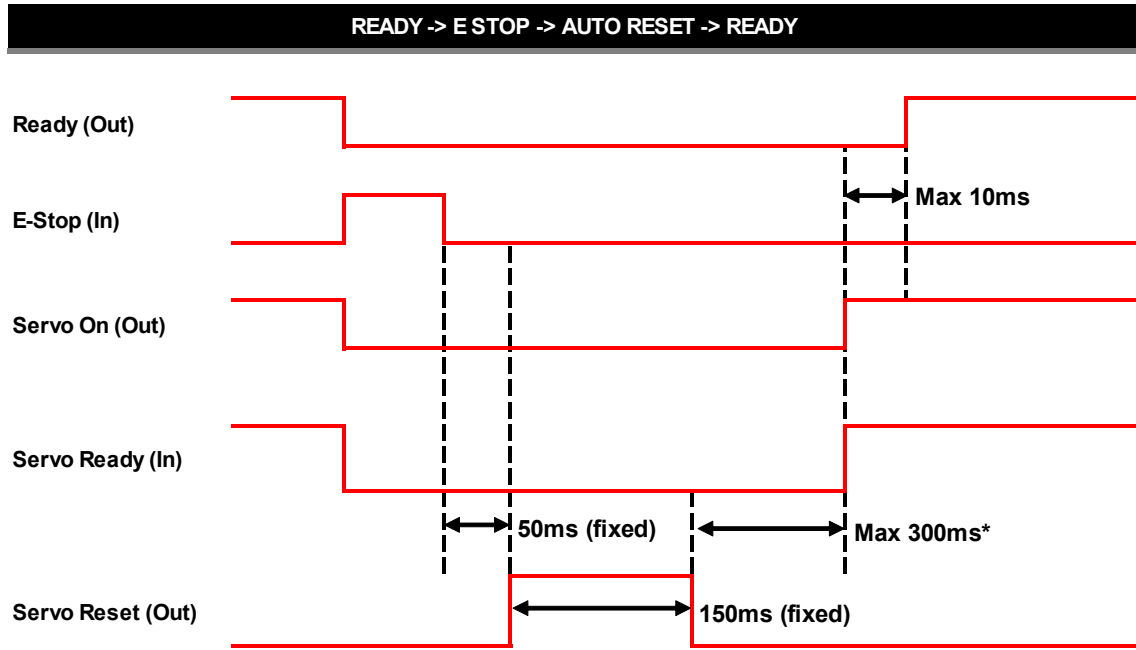 READY -> E STOP -> AUTO RESET -> READY
Ready (Out)
Max 10ms
E-Stop (In)
Servo On (Out)
Servo Ready (In)
50ms (fixed)
Max 300ms*
Servo Reset (Out)
150ms (fixed)